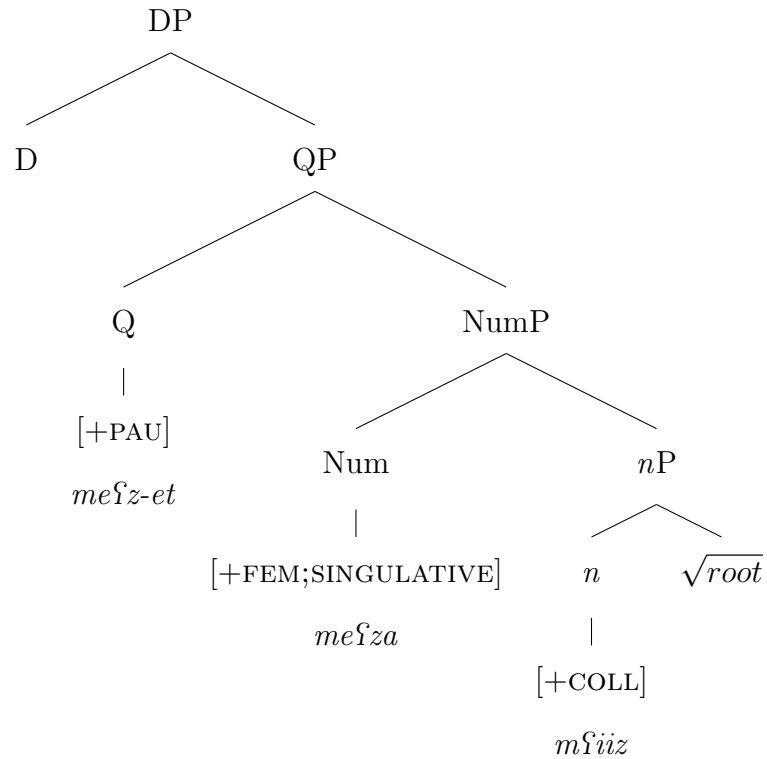 DP
D QP
Q NumP
[+PAU]
meʕz-et
Num nP
[+FEM;SINGULATIVE] n √root
meʕza
[+COLL]
mʕiiz